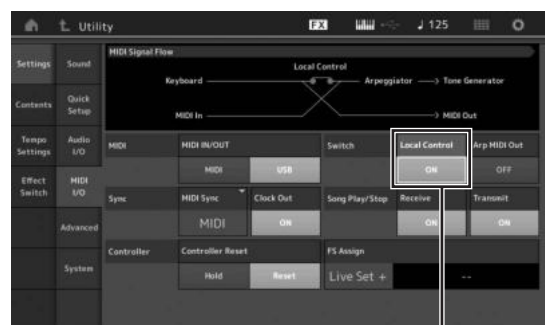 Utility FX ♩ 125
Settings
Sound
Contents
Quick Setup
Tempo Settings
Audio I/O
Effect Switch
MIDI I/O
Advanced
System
MIDI Signal Flow
Local Control
Keyboard Arpeggiator Tone Generator
MIDI In MIDI Out
MIDI MIDI IN/OUT Switch Local Control Arp MIDI Out
MIDI USB ON OFF
Sync MIDI Sync Clock Out Song Play/Stop Receive Transmit
MIDI ON ON ON
Controller Controller Reset FS Assign
Hold Reset Live Set + --